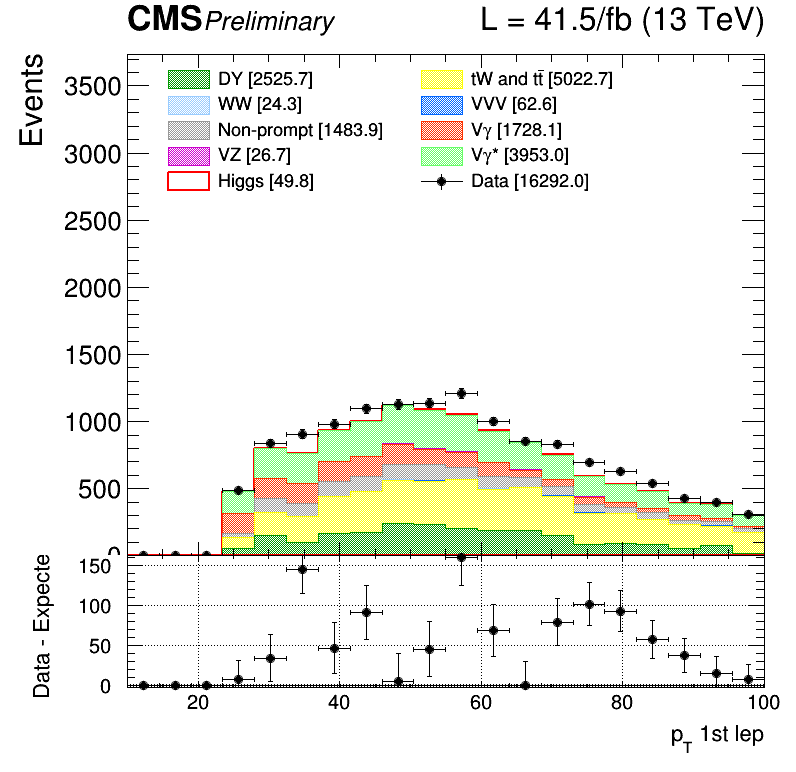 CMS Preliminary L = 41.5/fb (13 TeV)
Events
3500
3000
2500
2000
1500
1000
500
0
DY [2525.7]
WW [24.3]
Non-prompt [1483.9]
VZ [26.7]
Higgs [49.8]
tW and tt̄ [5022.7]
VVV [62.6]
Vγ [1728.1]
Vγ* [3953.0]
Data [16292.0]
Data - Expecte
150
100
50
0
20 40 60 80 100
p_T 1st lep